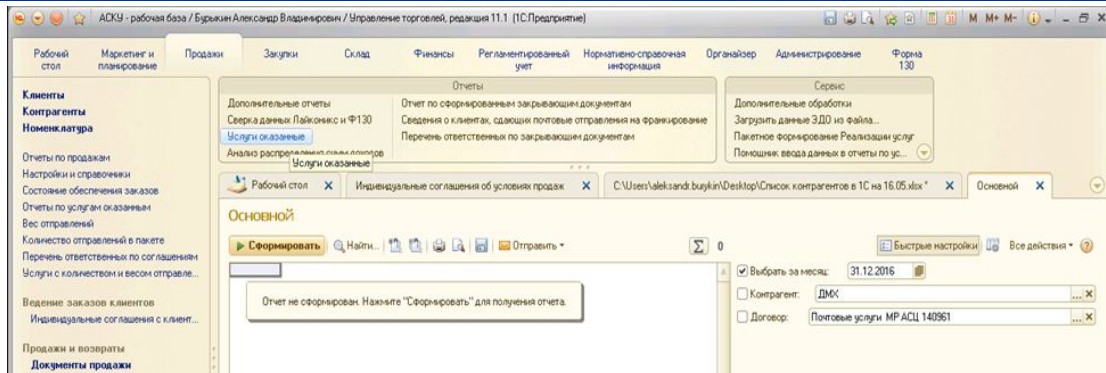 АСКУ - рабочая база / Бурыкин Александр Владимирович / Управление торговлей, редакция 11.1 (1С:Предприятие)
M M+ M-
Рабочий стол
Маркетинг и планирование
Продажи
Закупки
Склад
Финансы
Регламентированный учет
Нормативно-справочная информация
Органайзер
Администрирование
Форма 130
Клиенты
Контрагенты
Номенклатура
Отчеты по продажам
Настройки и справочники
Состояние обеспечения заказов
Отчеты по услугам оказанным
Вес отправлений
Количество отправлений в пакете
Перечень ответственных по соглашениям
Услуги с количеством и весом отправле...
Ведение заказов клиентов
Индивидуальные соглашения с клиент...
Продажи и возвраты
Документы продажи
Отчеты
Дополнительные отчеты
Сверка данных Лайконикс и Ф130
Услуги оказанные
Анализ распределения сумм доходов
Услуги оказанные
Отчет по сформированным закрывающим документам
Сведения о клиентах, сдающих почтовые отправления на франкирование
Перечень ответственных по закрывающим документам
Сервис
Дополнительные обработки
Загрузить данные ЭДО из файла...
Пакетное формирование Реализации услуг
Помощник ввода данных в отчеты по ус...
Рабочий стол
Индивидуальные соглашения об условиях продаж
C:\Users\aleksandr.burykin\Desktop\Список контрагентов в 1С на 16.05.xlsx *
Основной
Основной
Сформировать
Найти...
Отправить
Σ 0
Быстрые настройки
Все действия
Отчет не сформирован. Нажмите "Сформировать" для получения отчета.
Выбрать за месяц: 31.12.2016
Контрагент: ДМХ
Договор: Почтовые услуги МР АСЦ 140961